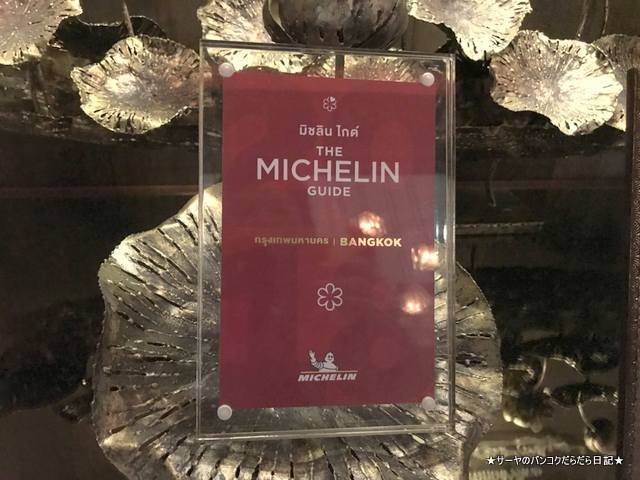 มิชลิน ไกด์
THE
MICHELIN
GUIDE
กรุงเทพมหานคร | BANGKOK
MICHELIN
★サーヤのバンコクだらだら日記★